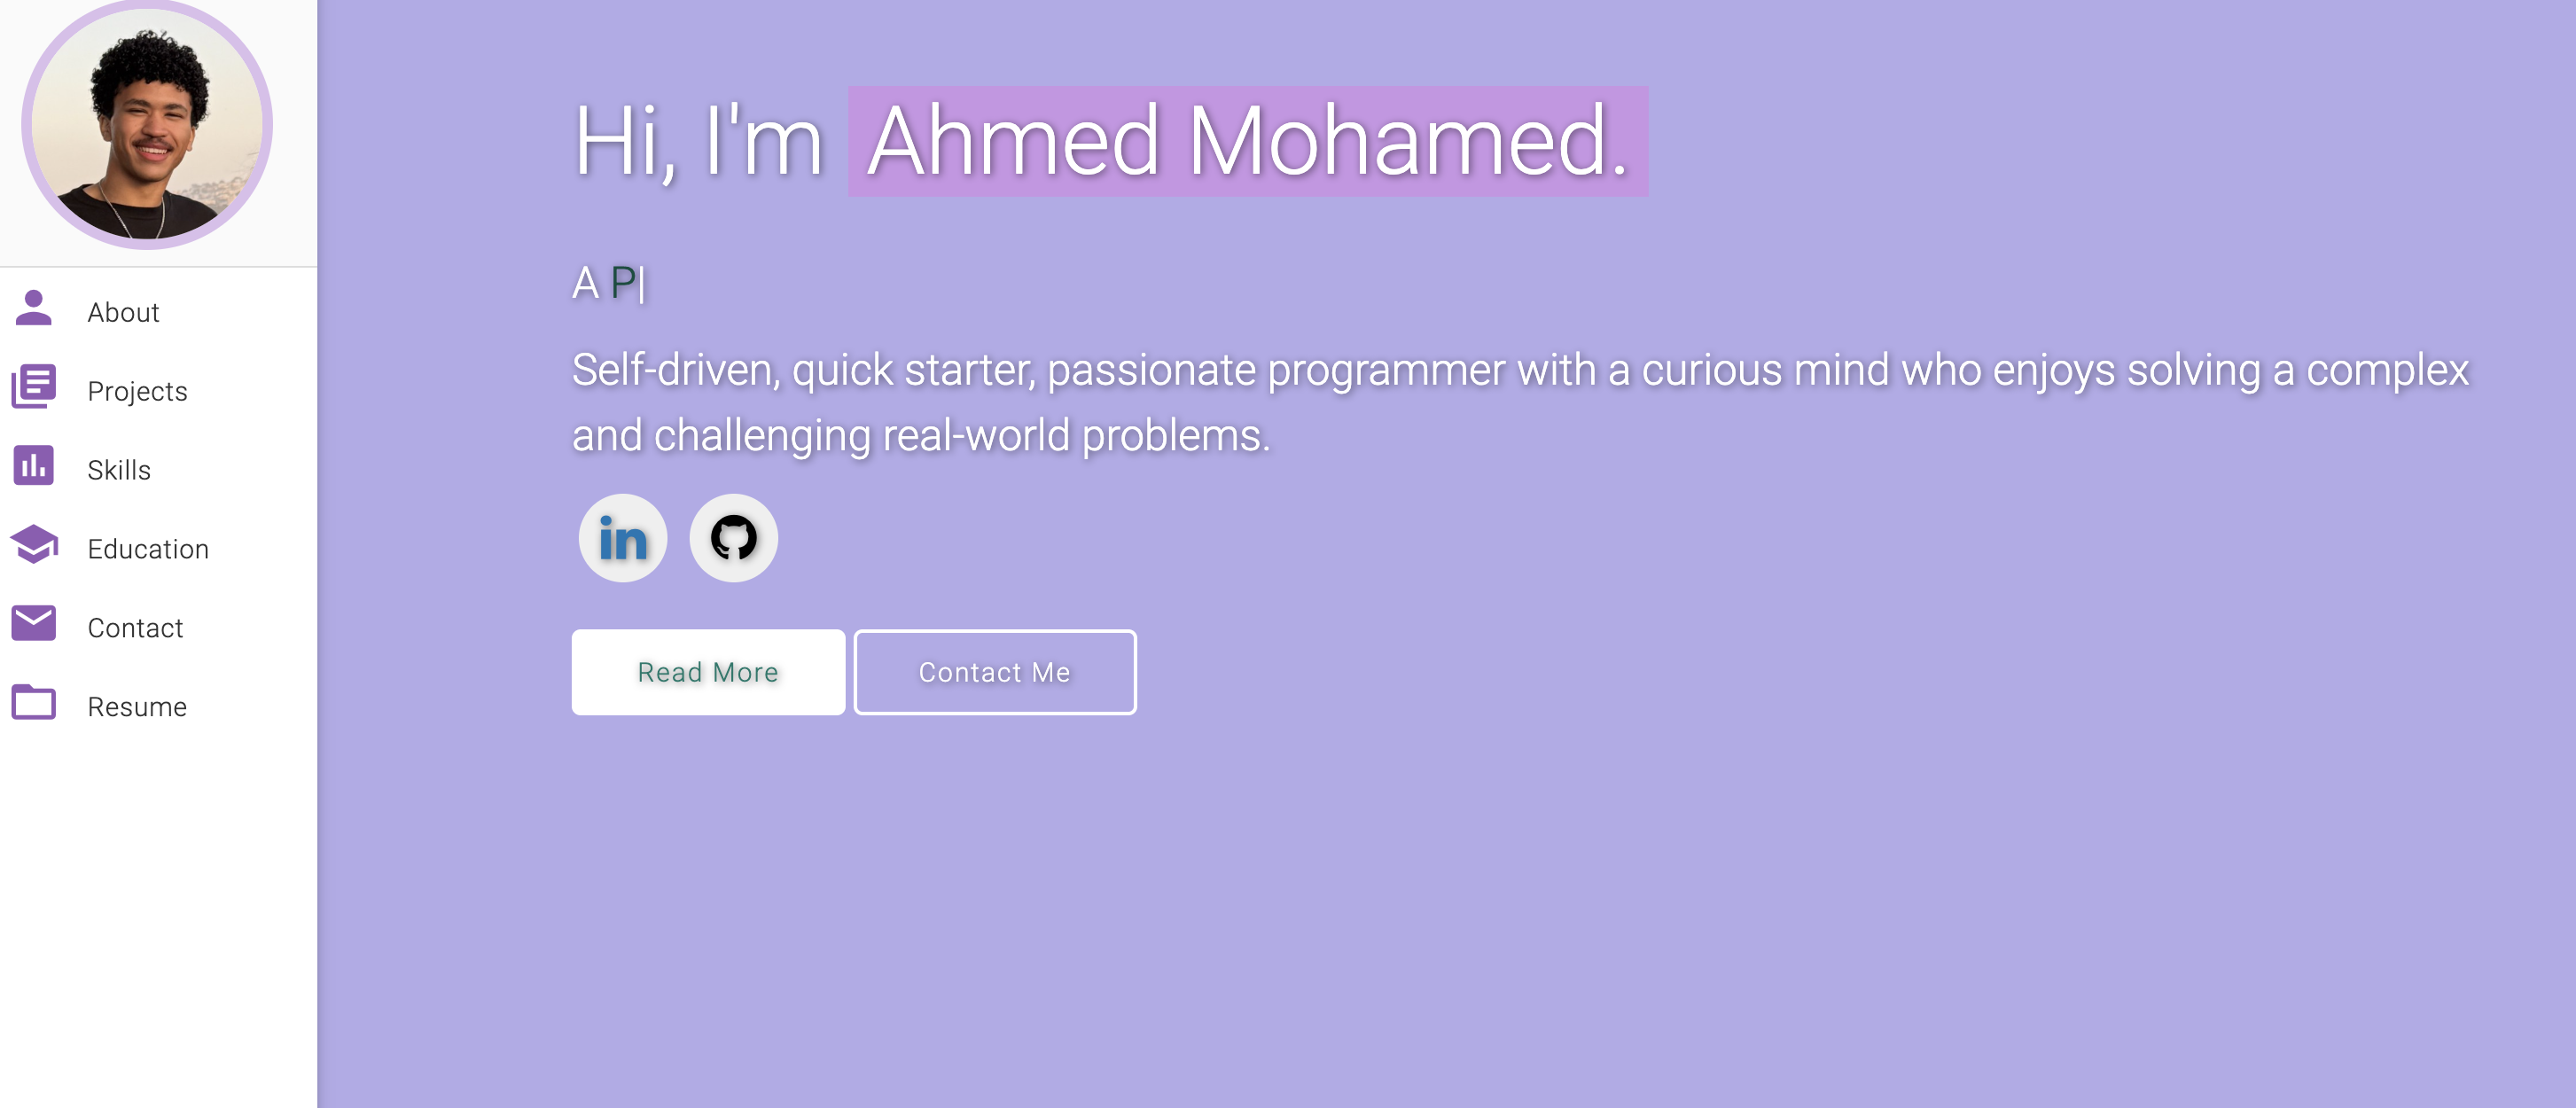 Hi, I'm Ahmed Mohamed.
A P|
Self-driven, quick starter, passionate programmer with a curious mind who enjoys solving a complex
and challenging real-world problems.
in
Read More Contact Me
About
Projects
Skills
Education
Contact
Resume